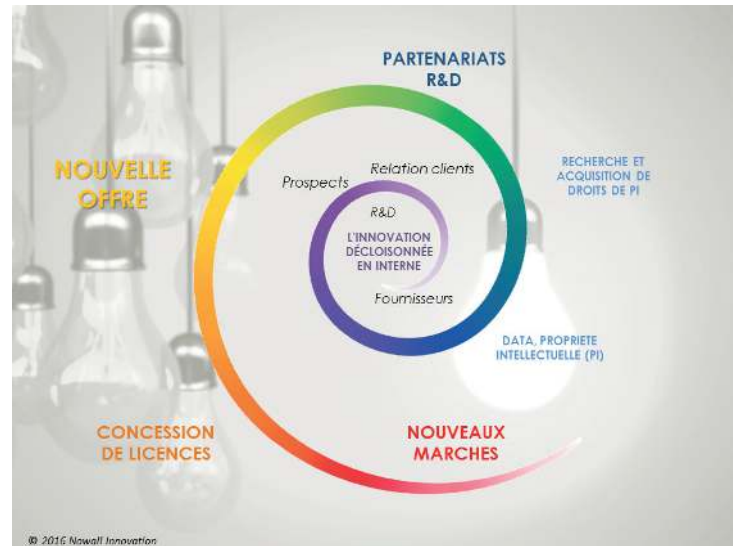 PARTENARIATS
R&D
NOUVELLE
OFFRE
RECHERCHE ET
ACQUISITION DE
DROITS DE PI
Relation clients
Prospects
R&D
L'INNOVATION
DÉCLOISONNÉE
EN INTERNE
Fournisseurs
DATA, PROPRIETE
INTELLECTUELLE (PI)
CONCESSION
DE LICENCES
NOUVEAUX
MARCHES
© 2016 Nowall Innovation